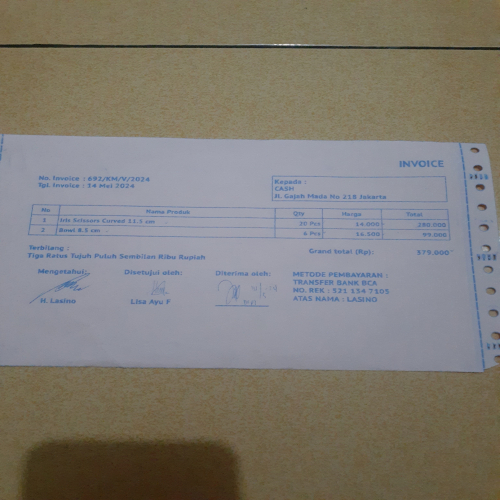 INVOICE
No. Invoice : 692/KM/V/2024
Tgl. Invoice : 14 Mei 2024
Kepada :
CASH
Jl. Gajah Mada No 218 Jakarta
No Nama Produk Qty Harga Total
1 Iris Scissors Curved 11.5 cm 20 Pcs 14.000 280.000
2 Bowl 8.5 cm 6 Pcs 16.500 99.000
Terbilang :
Tiga Ratus Tujuh Puluh Sembilan Ribu Rupiah
Grand total (Rp): 379.000
Mengetahui: Disetujui oleh: Diterima oleh:
N. Lasino Lisa Ayu F
METODE PEMBAYARAN :
TRANSFER BANK BCA
NO. REK : 521 154 7105
ATAS NAMA : LASINO